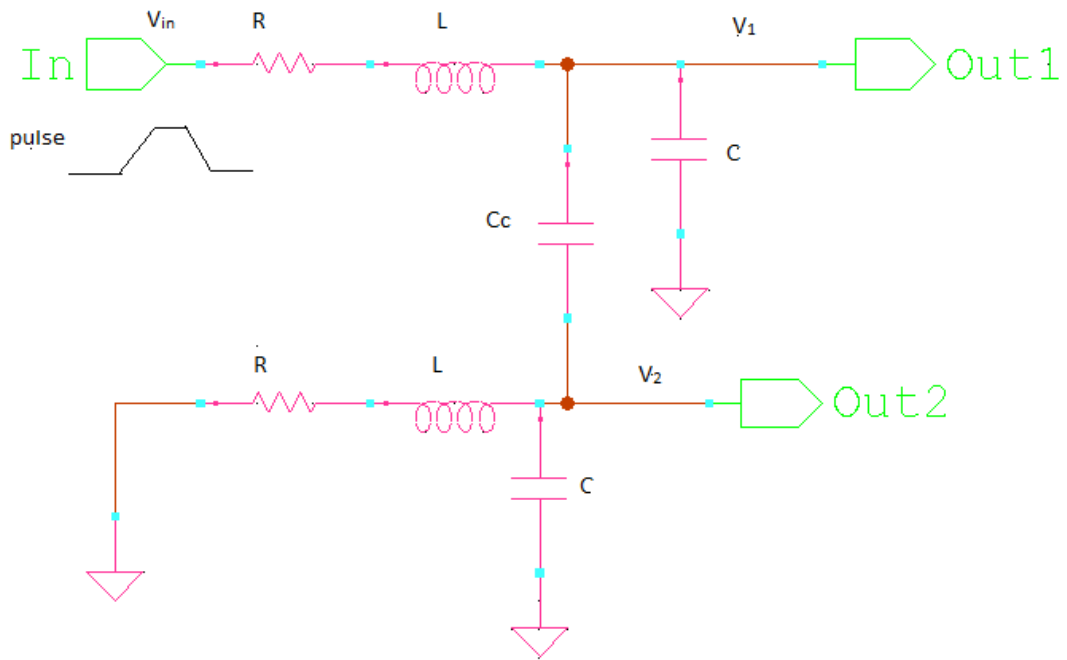 Vin R L V1
In Out1
pulse
C
Cc
R L V2
Out2
C